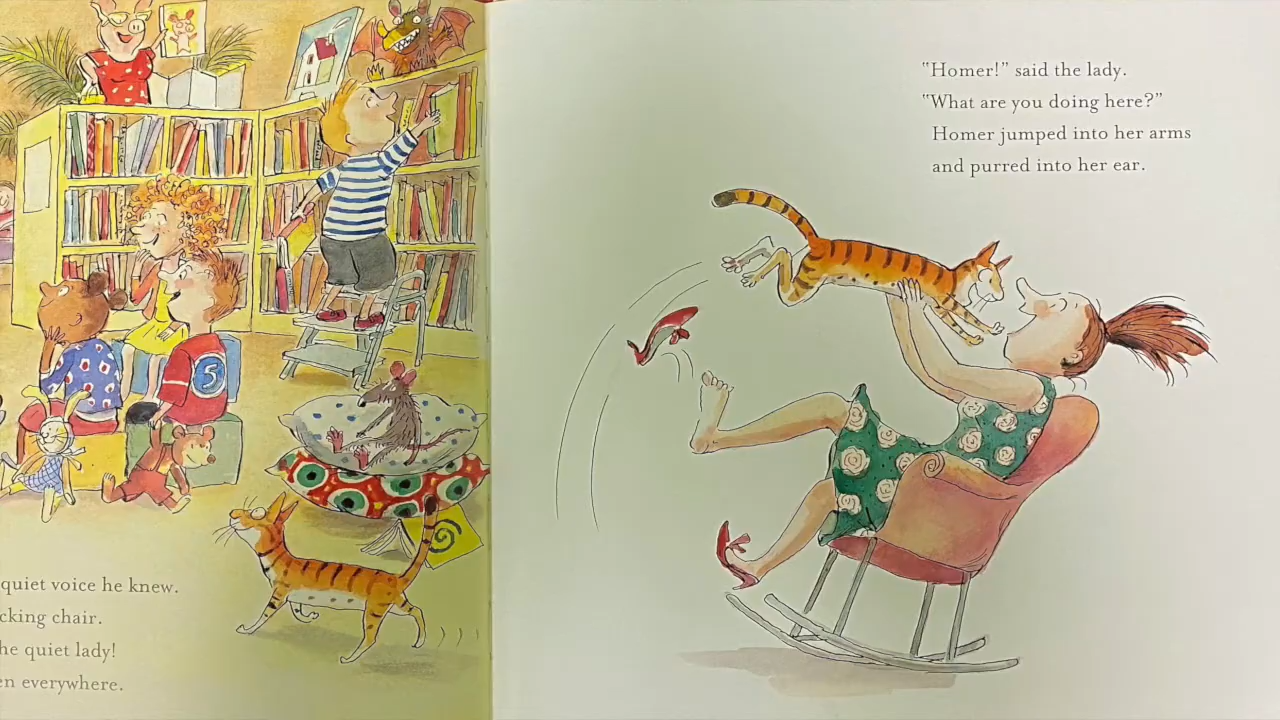 5
quiet voice he knew.
cking chair.
he quiet lady!
en everywhere.
"Homer!" said the lady.
"What are you doing here?"
Homer jumped into her arms
and purred into her ear.